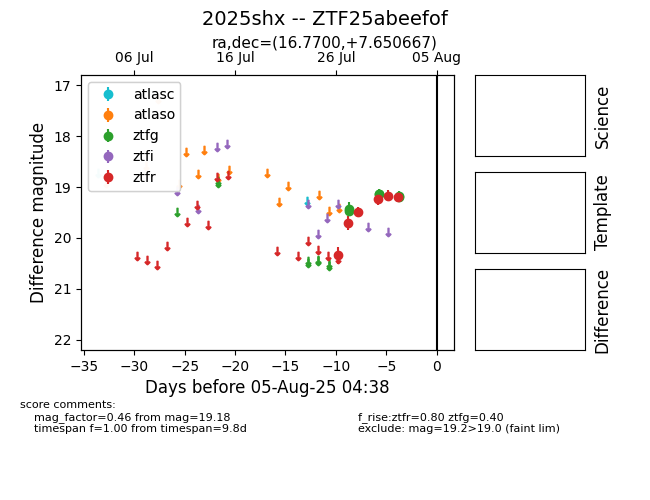 2025shx -- ZTF25abeefof
ra,dec=(16.7700,+7.650667)
06 Jul 16 Jul 26 Jul 05 Aug
17
18
19
20
21
22
Difference magnitude
atlasc
atlaso
ztfg
ztfi
ztfr
−35 −30 −25 −20 −15 −10 −5 0
Days before 05-Aug-25 04:38
Science
Template
Difference
score comments:
mag_factor=0.46 from mag=19.18
timespan f=1.00 from timespan=9.8d
f_rise:ztfr=0.80 ztfg=0.40
exclude: mag=19.2>19.0 (faint lim)